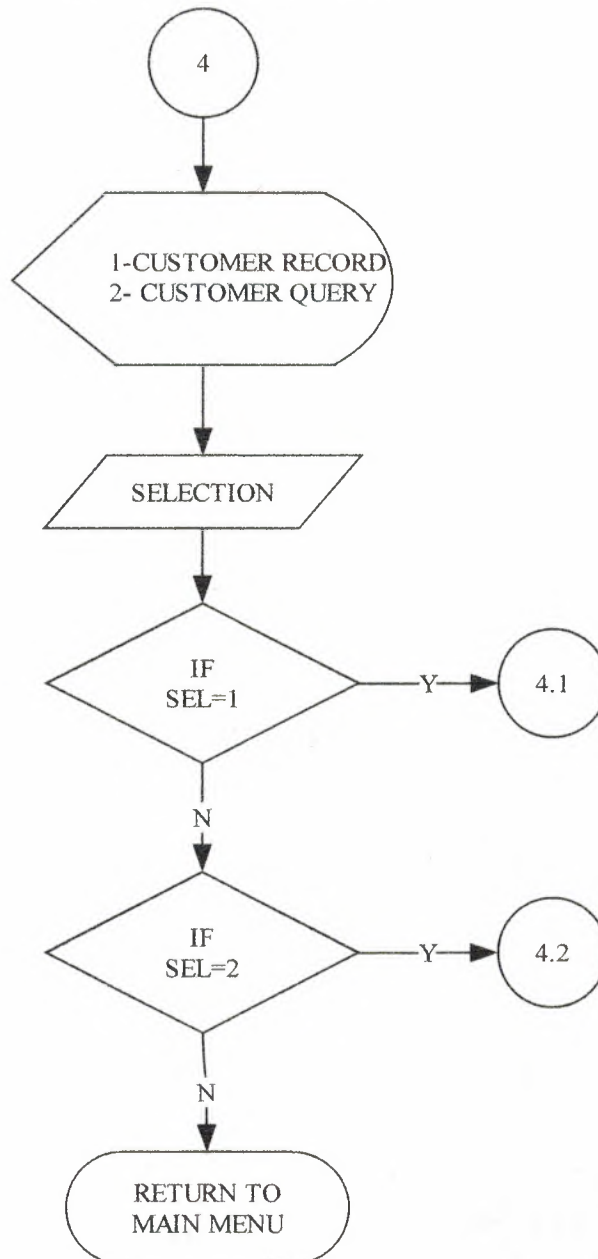 4
1-CUSTOMER RECORD
2- CUSTOMER QUERY
SELECTION
IF
SEL=1
Y
4.1
N
IF
SEL=2
Y
4.2
N
RETURN TO
MAIN MENU